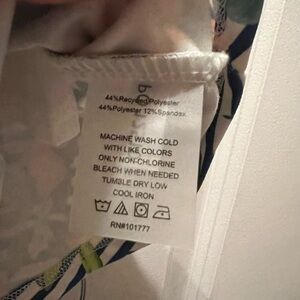 44%Recycled Polyester
44%Polyester 12%Spandex
MACHINE WASH COLD
WITH LIKE COLORS
ONLY NON-CHLORINE
BLEACH WHEN NEEDED
TUMBLE DRY LOW
COOL IRON
RN#101777